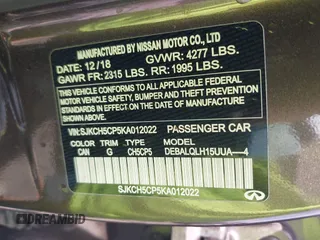 MANUFACTURED BY NISSAN MOTOR CO., LTD
DATE: 12/18 GVWR: 4277 LBS.
GAWR FR: 2315 LBS. RR: 1995 LBS.
THIS VEHICLE CONFORMS TO ALL APPLICABLE FEDERAL
MOTOR VEHICLE SAFETY, BUMPER, AND THEFT PREVENTION
STANDARDS IN EFFECT ON THE DATE OF MANUFACTURE
SHOWN ABOVE.
VIN: SJKCH5CP5KA012022 PASSENGER CAR
COLOR TRIM TYPE MODEL
CAN G CH5CP5 DEBALQLH15UUA----4
SJKCH5CP5KA012022
INFINITI
© IDREAMBID